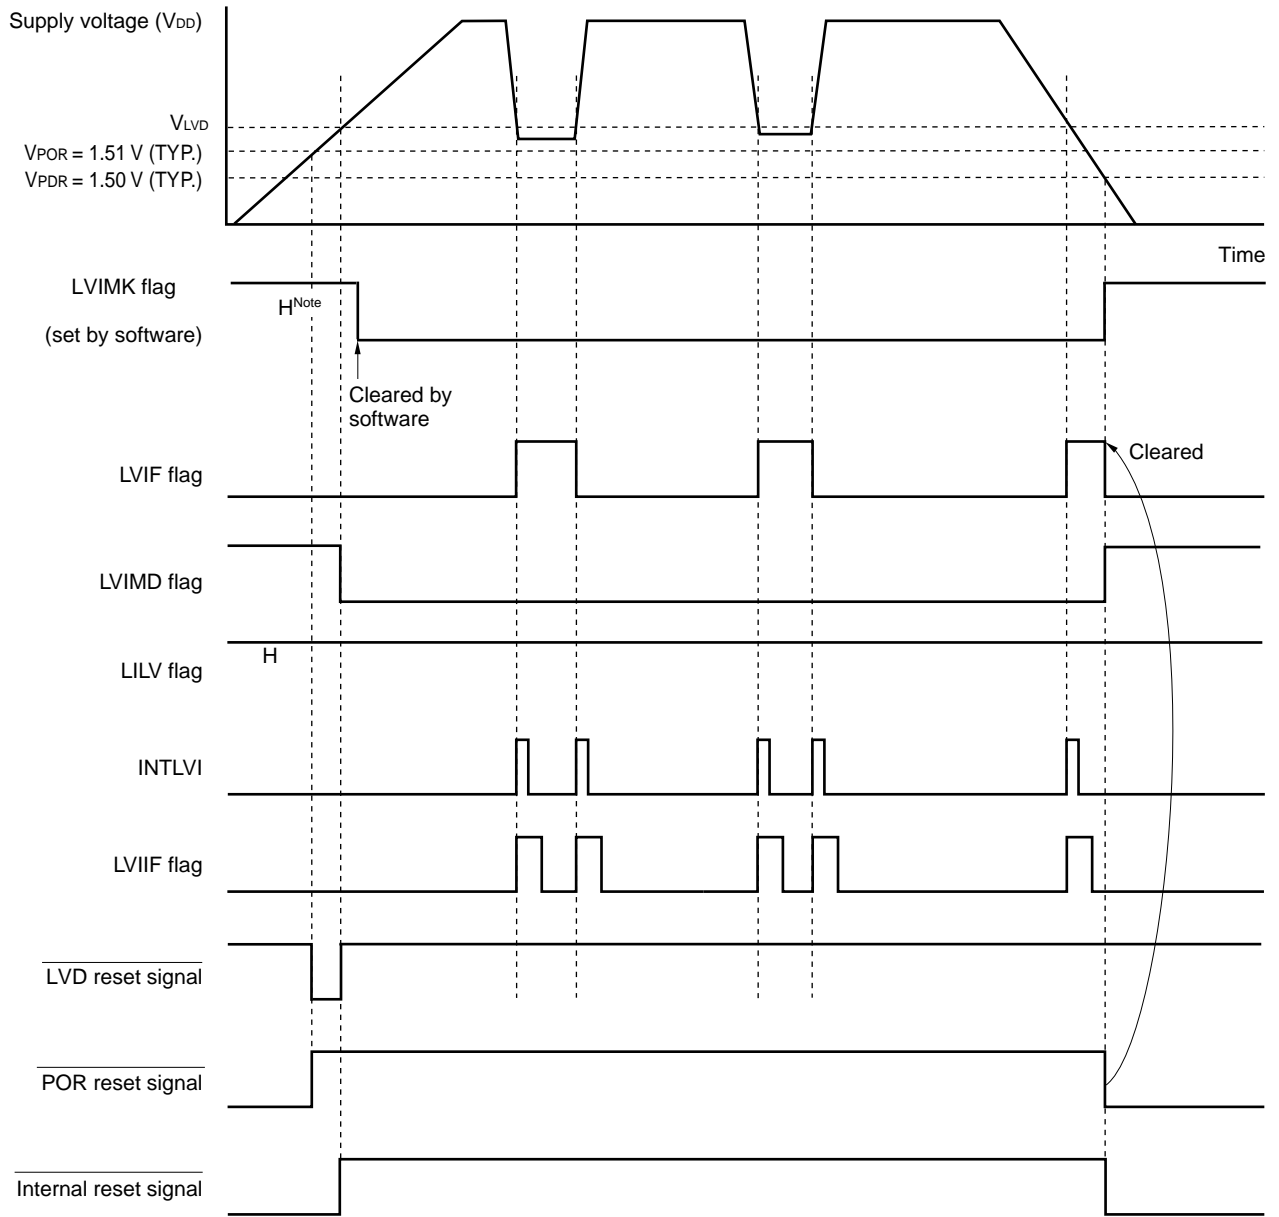 Supply voltage (VDD)
VLVD
VPOR = 1.51 V (TYP.)
VPDR = 1.50 V (TYP.)
Time
LVIMK flag
(set by software)
HNote
Cleared by
software
LVIF flag
Cleared
LVIMD flag
H
LILV flag
INTLVI
LVIIF flag
LVD reset signal
POR reset signal
Internal reset signal